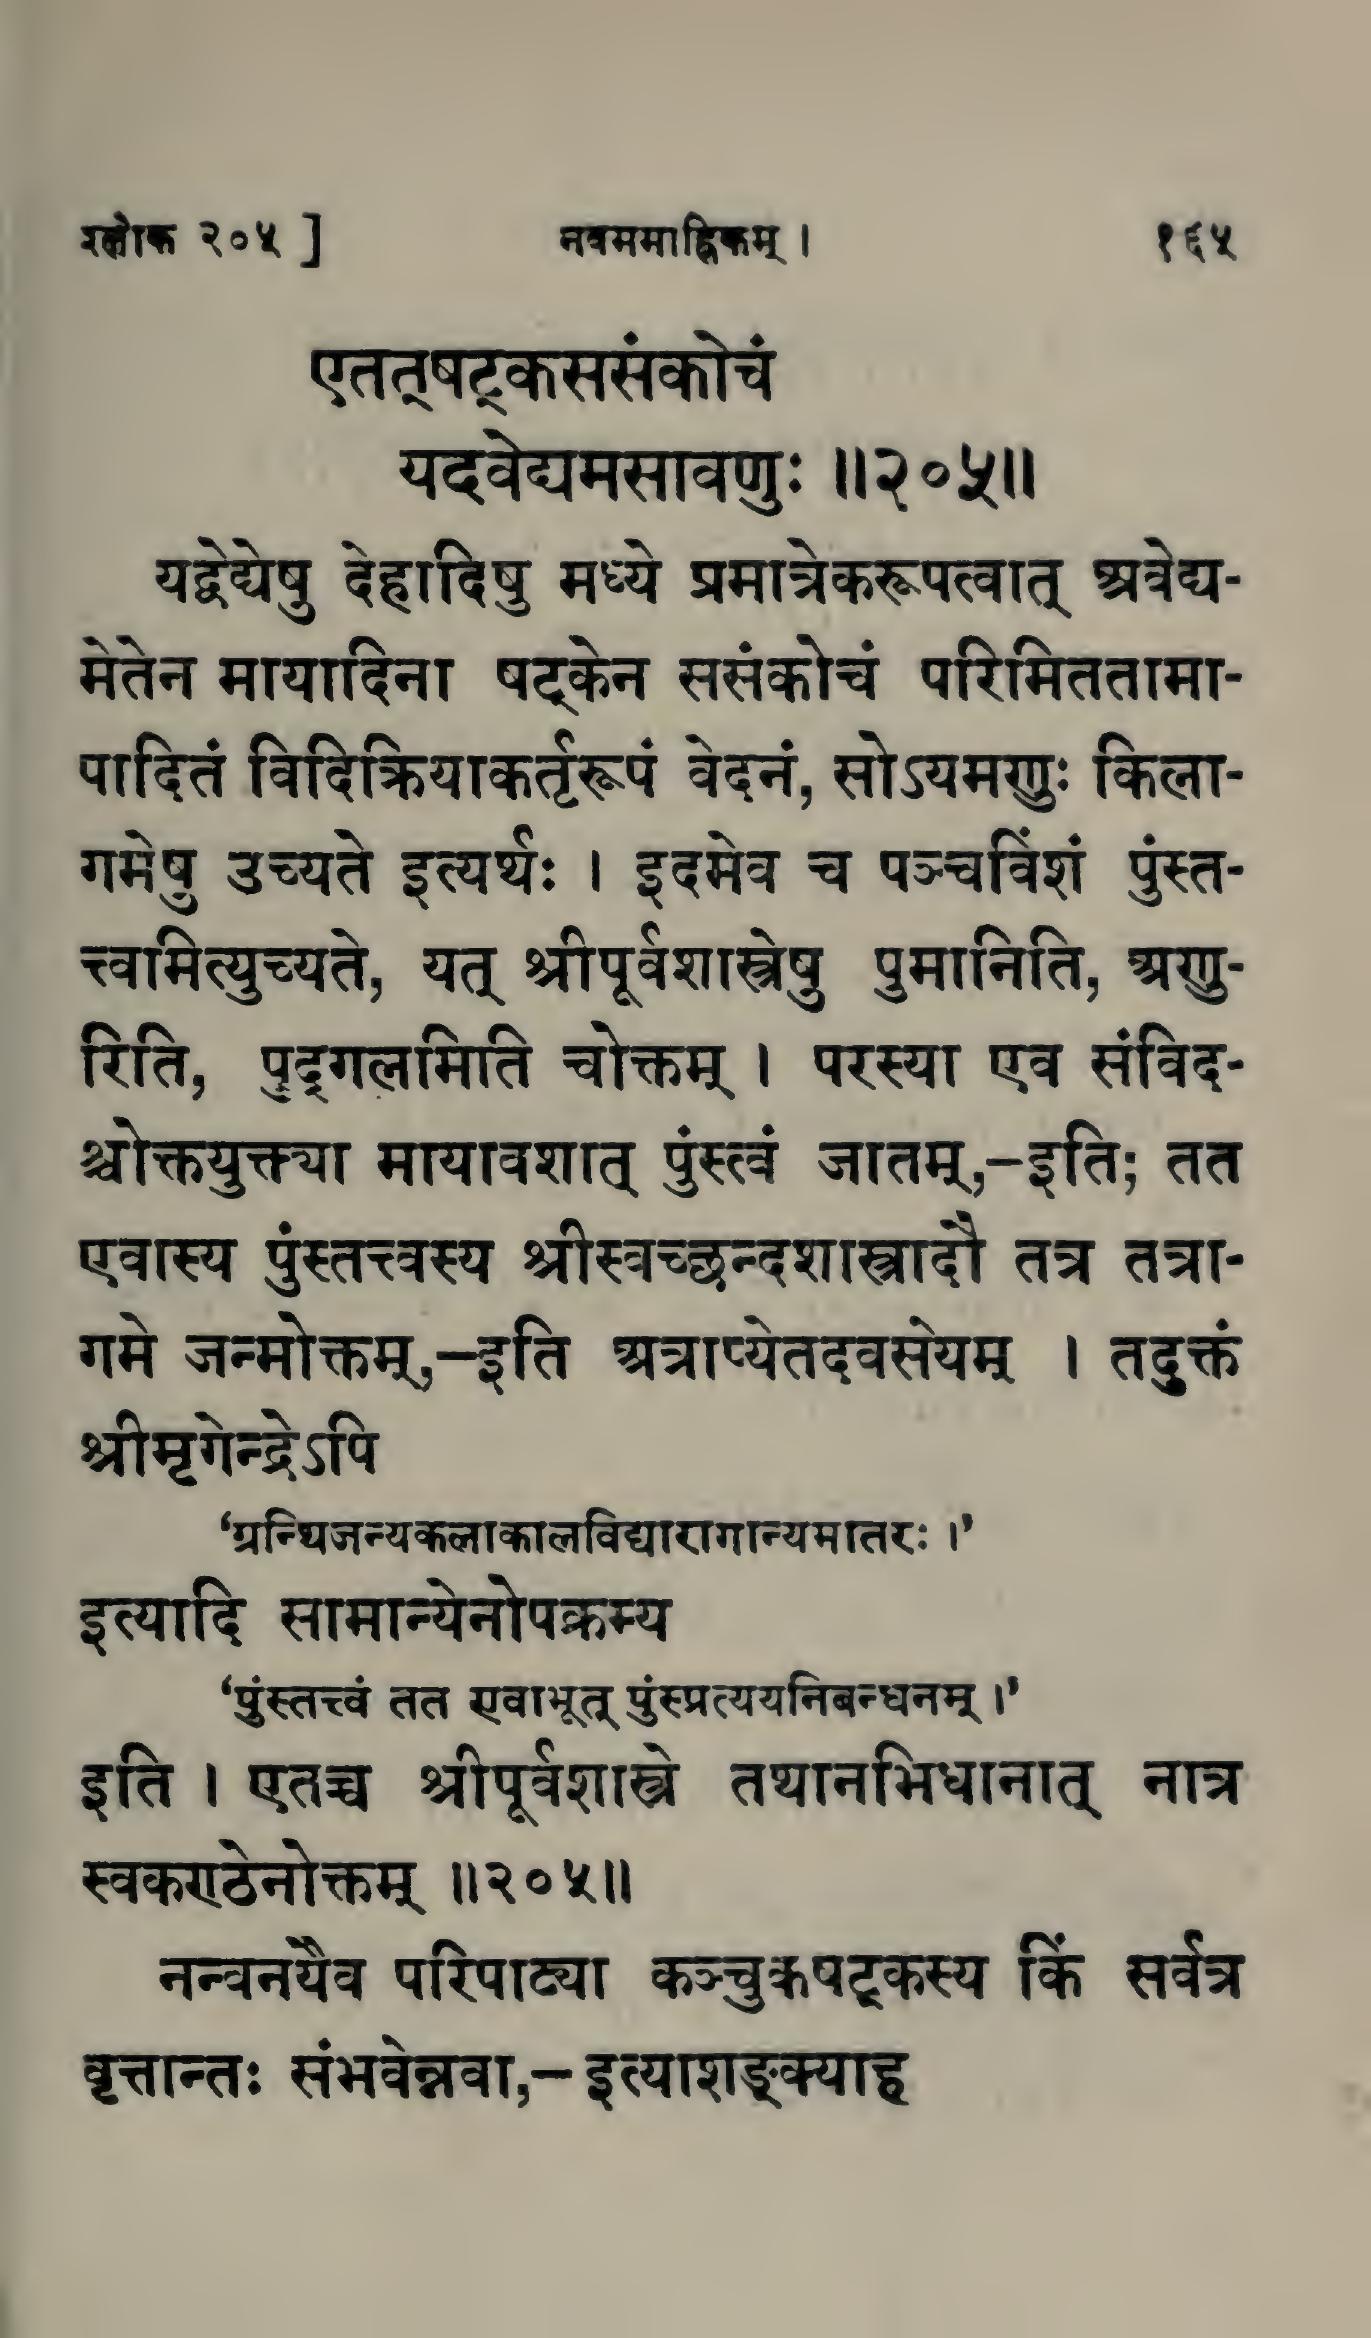 श्लोक २०५ ] नवममाह्निकम् । १६५
एतत्षट्कससंकोचं
यदवेद्यमसावणुः ॥२०५॥
यद्वेद्येषु देहादिषु मध्ये प्रमात्रेकरूपत्वात् अवेद्य-
मेतेन मायादिना षट्केन ससंकोचं परिमिततामा-
पादितं विदिक्रियाकर्तृरूपं वेदनं, सोऽयमणुः किला-
गमेषु उच्यते इत्यर्थः । इदमेव च पञ्चविंशं पुंस्त-
त्त्वमित्युच्यते, यत् श्रीपूर्वशास्त्रेषु पुमानिति, अणु-
रिति, पुद्गलमिति चोक्तम् । परस्या एव संविद-
श्चोक्तयुक्त्या मायावशात् पुंस्त्वं जातम्,–इति; तत
एवास्य पुंस्तत्त्वस्य श्रीस्वच्छन्दशास्त्रादौ तत्र तत्रा-
गमे जन्मोक्तम्,–इति अत्राप्येतदवसेयम् । तदुक्तं
श्रीमृगेन्द्रेऽपि
‘ग्रन्थिजन्यकलाकालविद्यारागान्यमातरः ।’
इत्यादि सामान्येनोपक्रम्य
‘पुंस्तत्त्वं तत एवाभूत् पुंस्प्रत्ययनिबन्धनम् ।’
इति । एतच्च श्रीपूर्वशास्त्रे तथानभिधानात् नात्र
स्वकण्ठेनोक्तम् ॥२०५॥
नन्वनयैव परिपाट्या कञ्चुकषट्कस्य किं सर्वत्र
वृत्तान्तः संभवेन्नवा,– इत्याशङ्क्याह